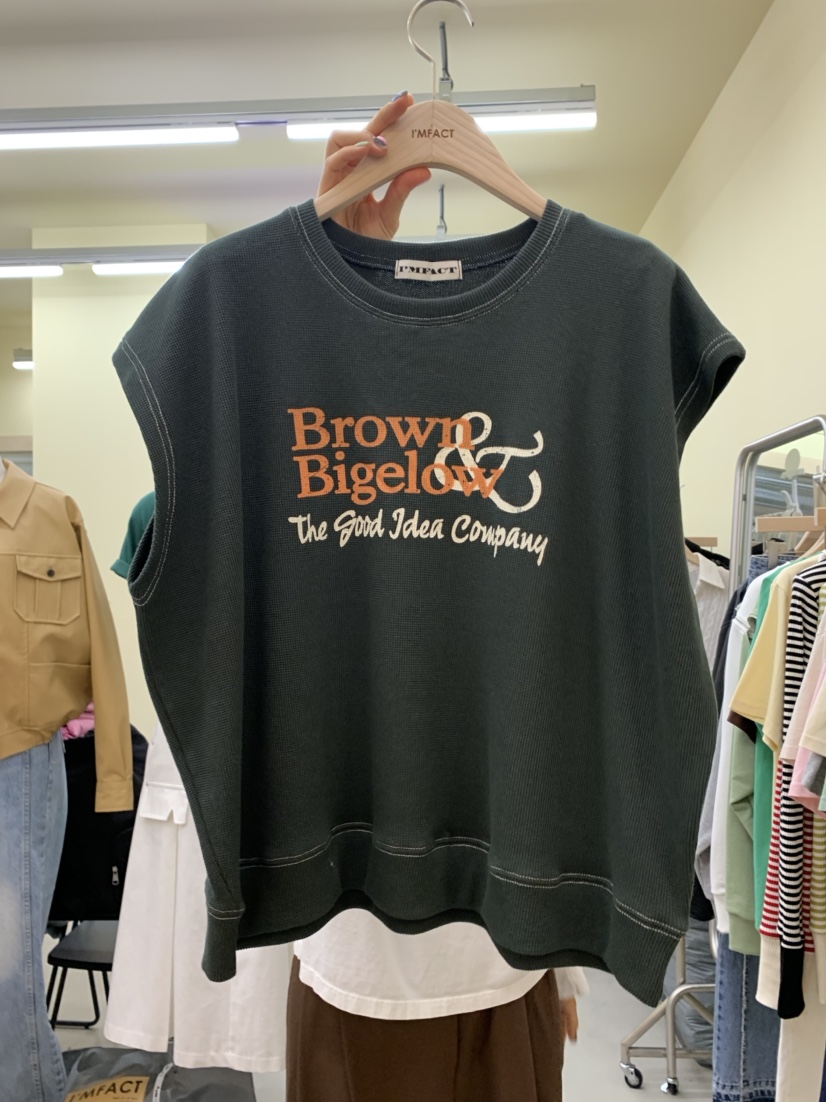 I'MFACT
I'MFACT
Brown &
Bigelow
The Good Idea Company
I'MFACT